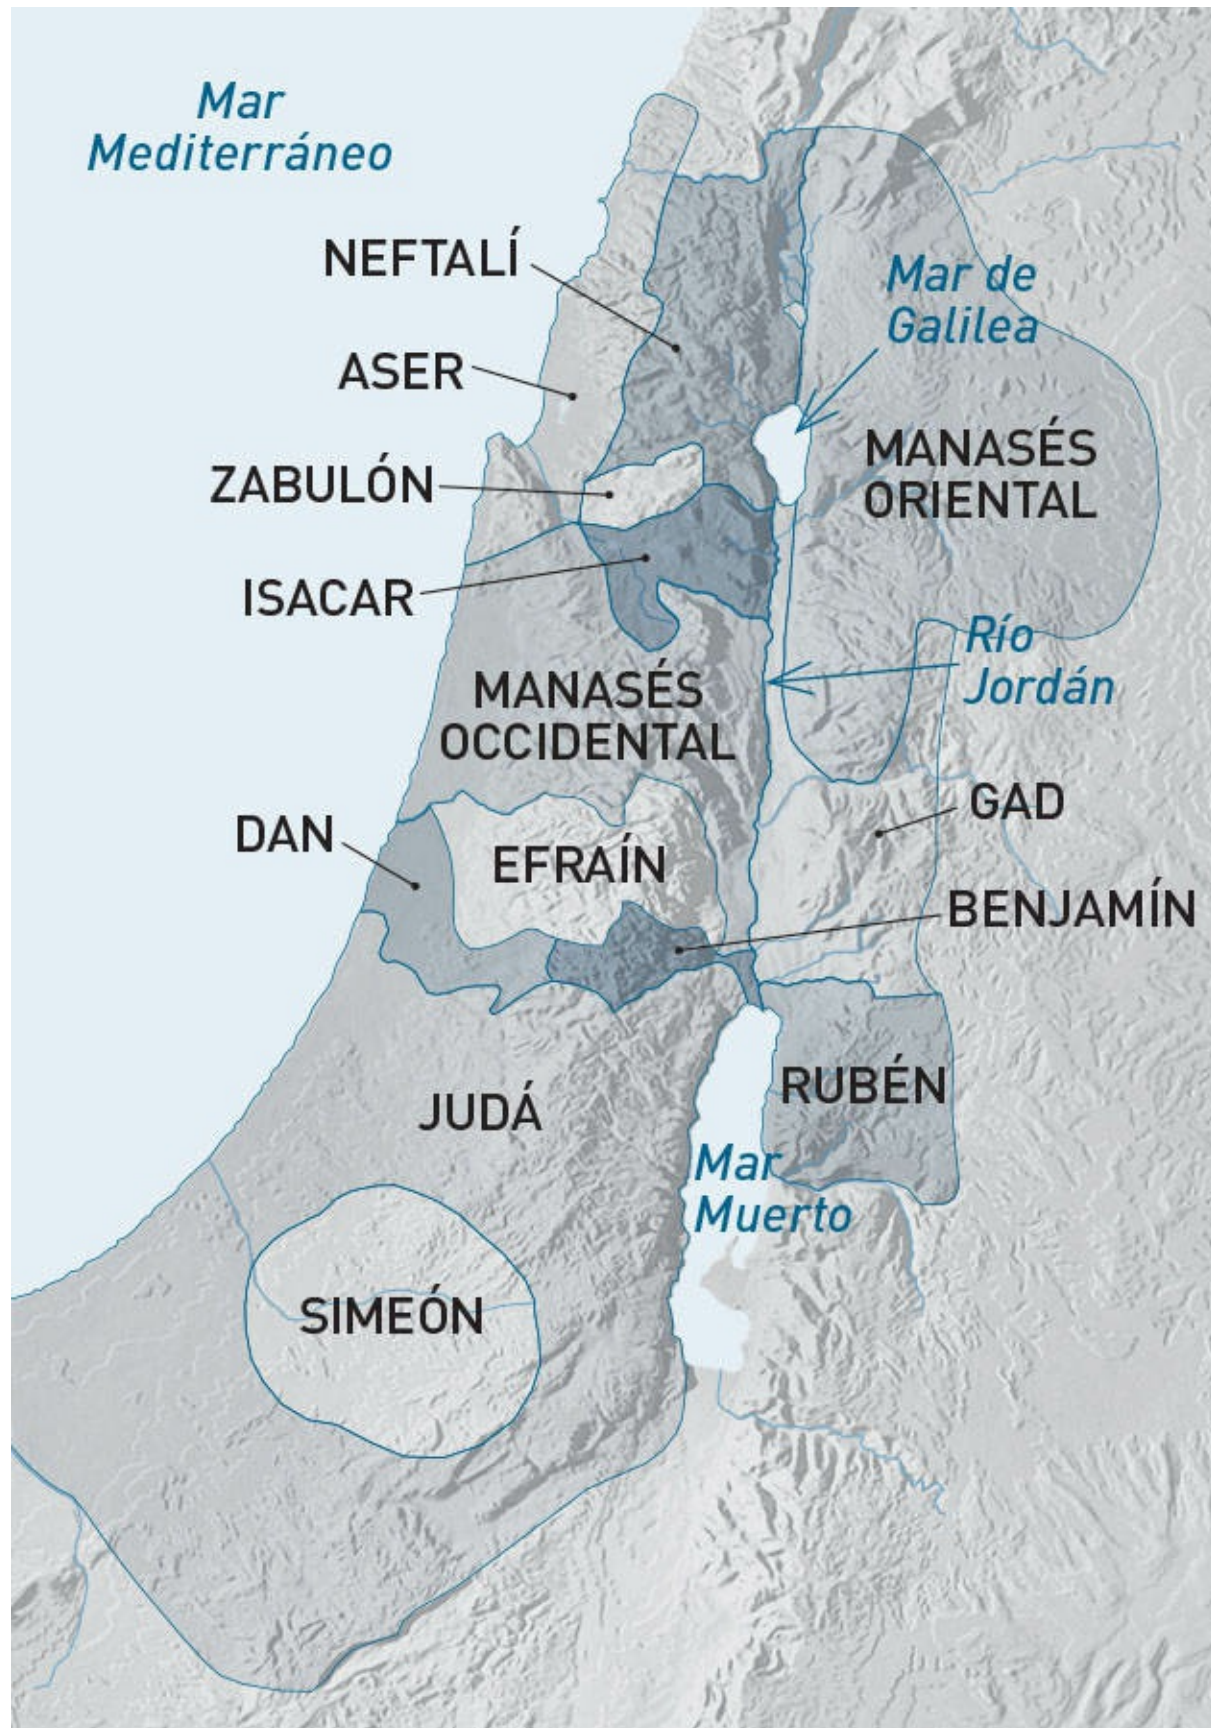 Mar
Mediterráneo
NEFTALÍ
Mar de
Galilea
ASER
MANASÉS
ORIENTAL
ZABULÓN
ISACAR
Río
Jordán
MANASÉS
OCCIDENTAL
GAD
DAN
EFRAÍN
BENJAMÍN
RUBÉN
JUDÁ
Mar
Muerto
SIMEÓN